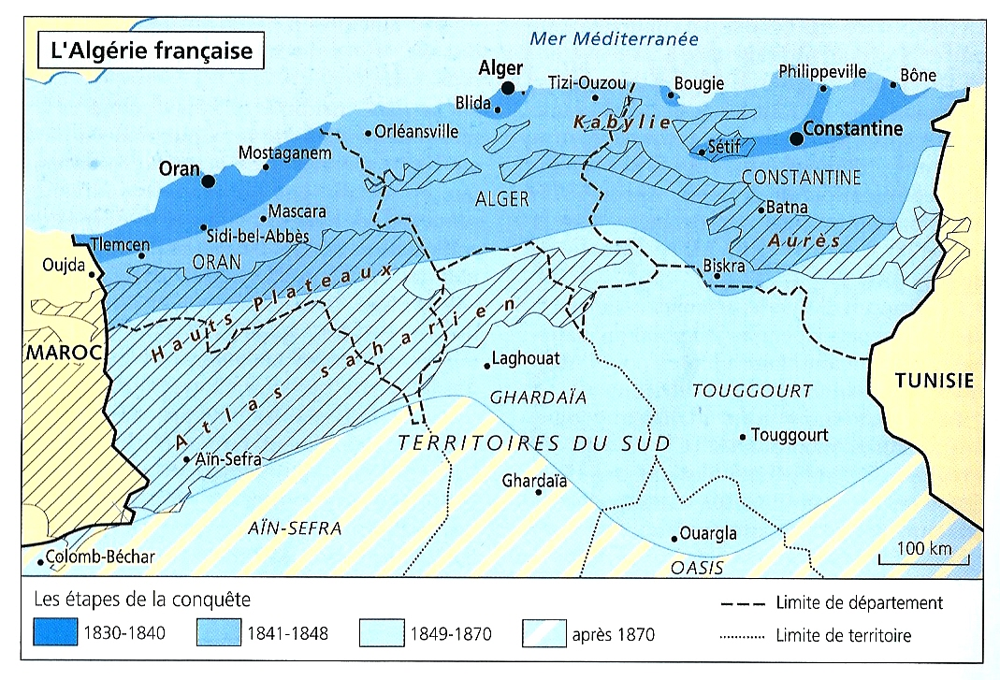 L'Algérie française
Mer Méditerranée
Alger
Tizi-Ouzou
Bougie
Philippeville
Bône
Blida
Kabylie
Orléansville
Constantine
Mostaganem
Sétif
Oran
CONSTANTINE
ALGER
Batna
Mascara
Sidi-bel-Abbès
Aurès
Tlemcen
Oujda
ORAN
Biskra
Hauts Plateaux
MAROC
Atlas saharien
Laghouat
GHARDAÏA
TOUGGOURT
TUNISIE
TERRITOIRES DU SUD
Touggourt
Aïn-Sefra
Ghardaïa
AÏN-SEFRA
Ouargla
Colomb-Béchar
OASIS
100 km
Les étapes de la conquête
1830-1840
1841-1848
1849-1870
après 1870
Limite de département
Limite de territoire